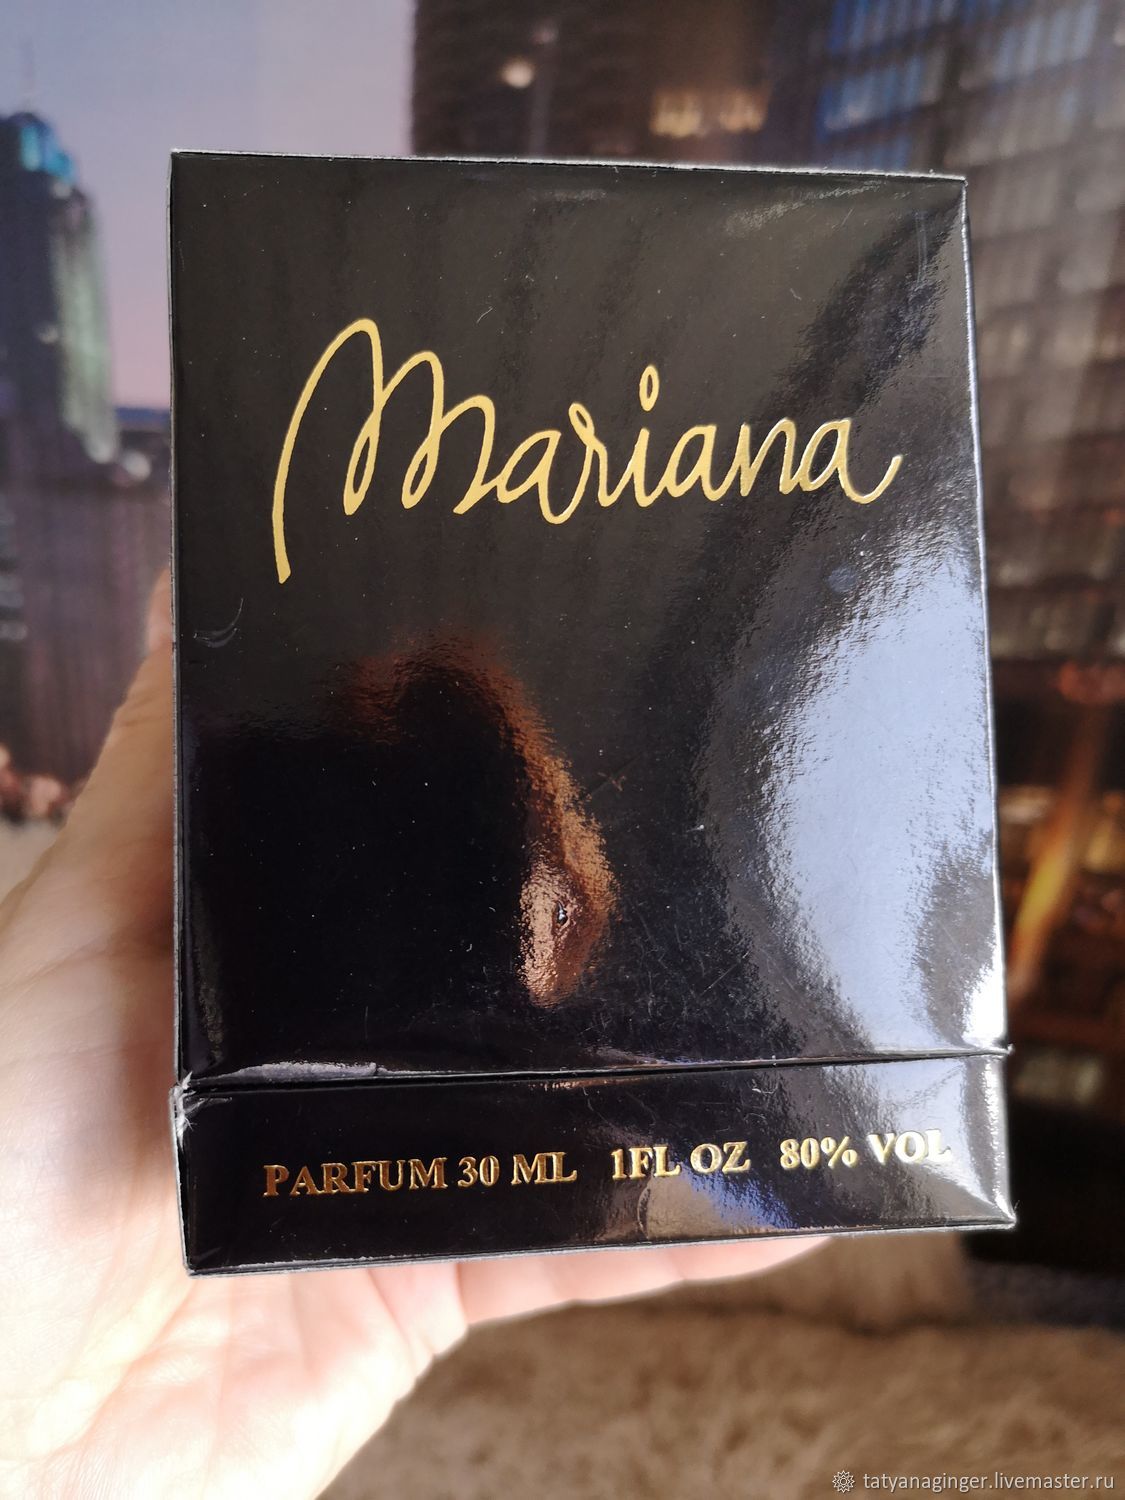 Mariana
PARFUM 30 ML 1FL OZ 80% VOL
tatyanaginger.livemaster.ru